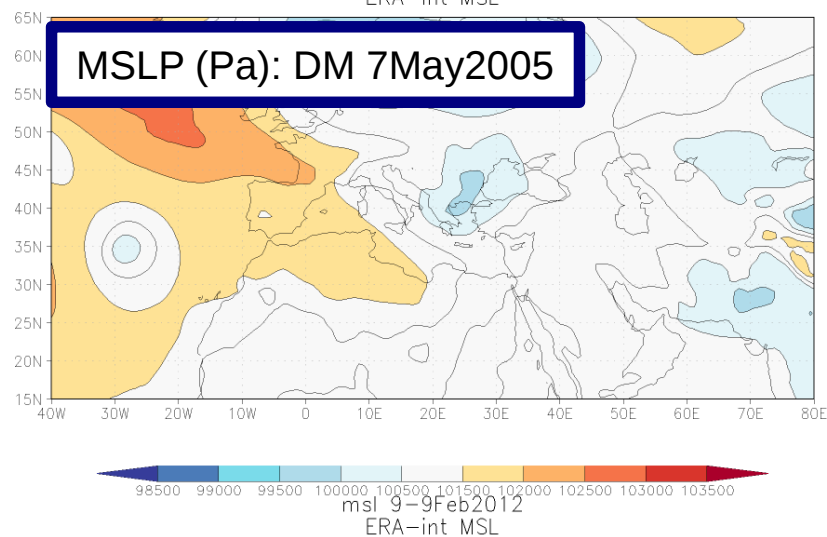 ERA-int MSL
65N
MSLP (Pa): DM 7May2005
60N
55N
50N
45N
40N
35N
30N
25N
20N
15N
40W 30W 20W 10W 0 10E 20E 30E 40E 50E 60E 70E 80E
98500 99000 99500 100000 100500 101500 102000 102500 103000 103500
msl 9-9Feb2012
ERA-int MSL